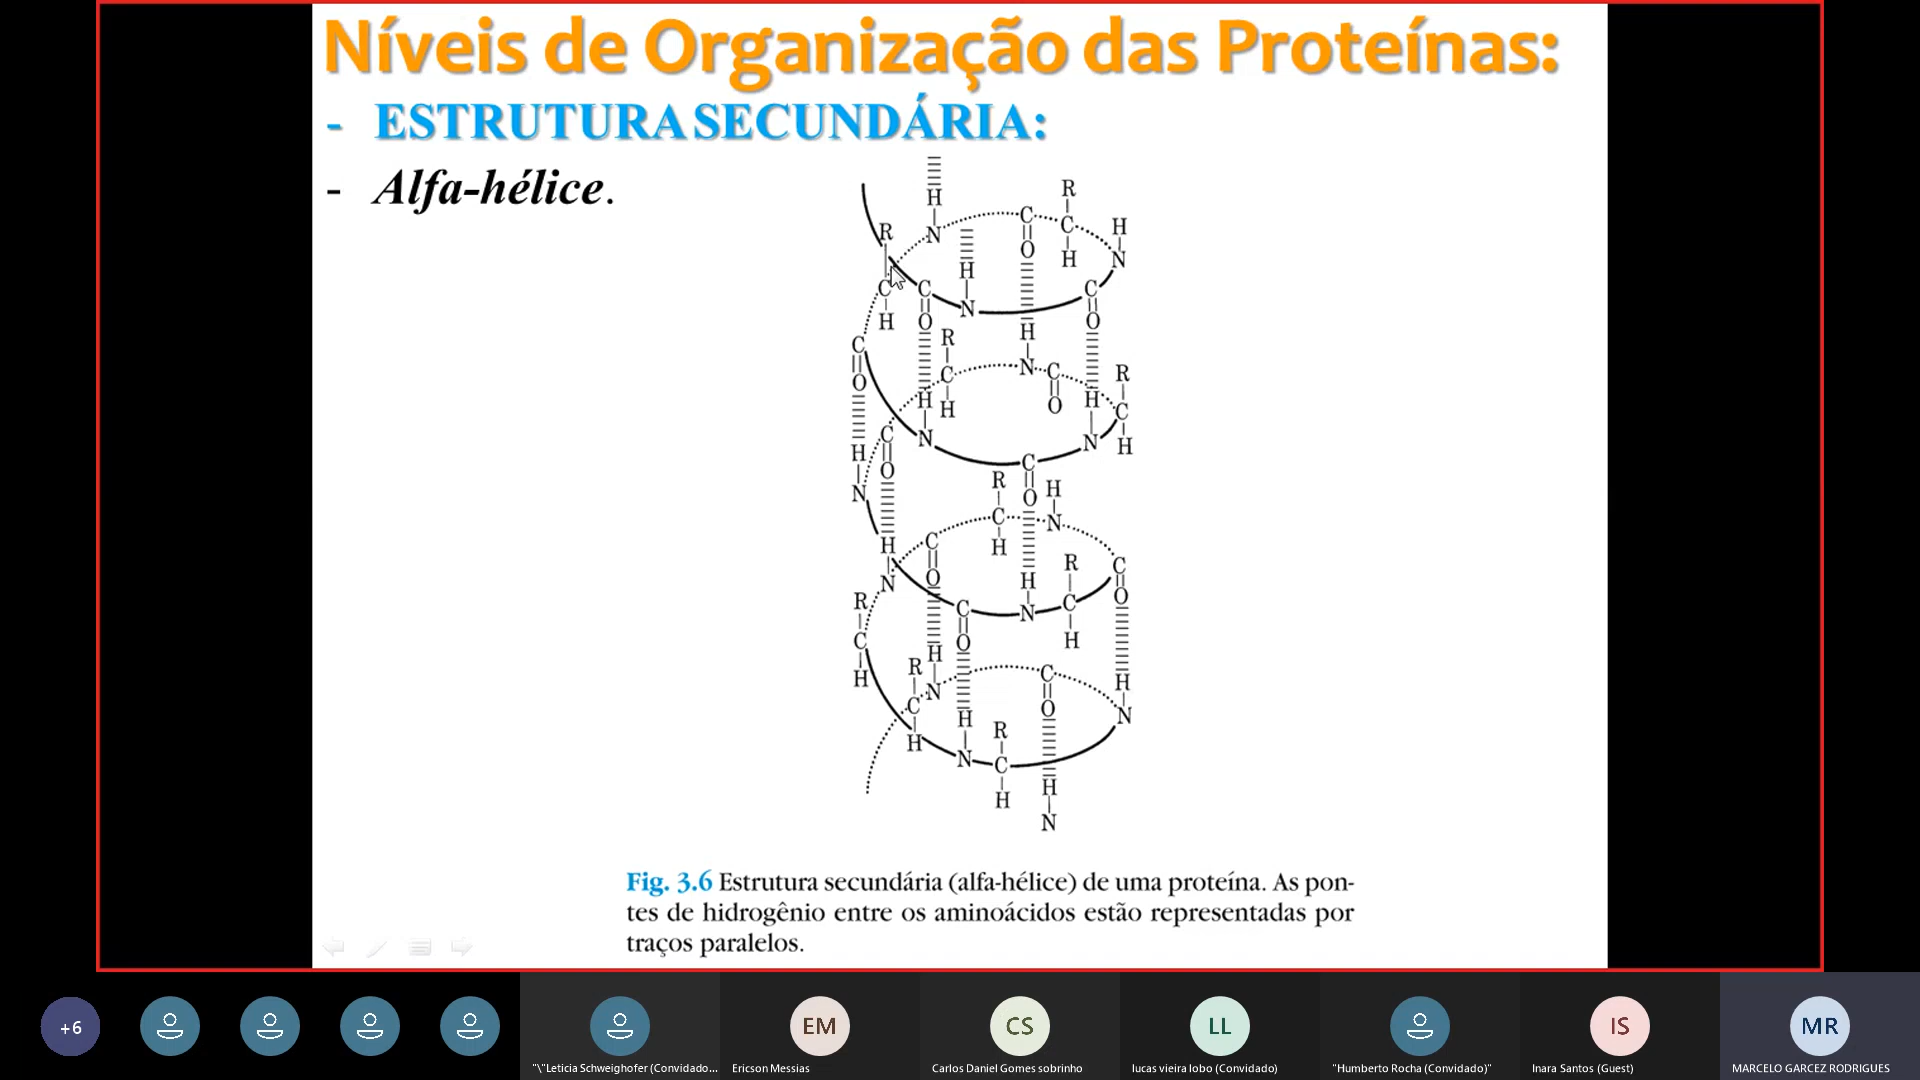 Níveis de Organização das Proteínas:
- ESTRUTURA SECUNDÁRIA:
- Alfa-hélice.
H
R
C
H
R
N
N
H
O
H
N
C
C
C
H
O
N
O
C
H
R
N
C
C
R
O
H
H
O
H
C
C
N
N
H
H
O
C
R
O
H
N
C
N
H
C
H
O
C
R
N
O
C
N
C
R
O
H
C
H
H
R
C
O
H
N
C
H
H
N
R
O
N
C
H
H
N
Fig. 3.6 Estrutura secundária (alfa-hélice) de uma proteína. As pon-
tes de hidrogênio entre os aminoácidos estão representadas por
traços paralelos.
+6
EM
CS
LL
IS
MR
"\"Leticia Schweighofer (Convidado...
Ericson Messias
Carlos Daniel Gomes sobrinho
lucas vieira lobo (Convidado)
"Humberto Rocha (Convidado)"
Inara Santos (Guest)
MARCELO GARCEZ RODRIGUES